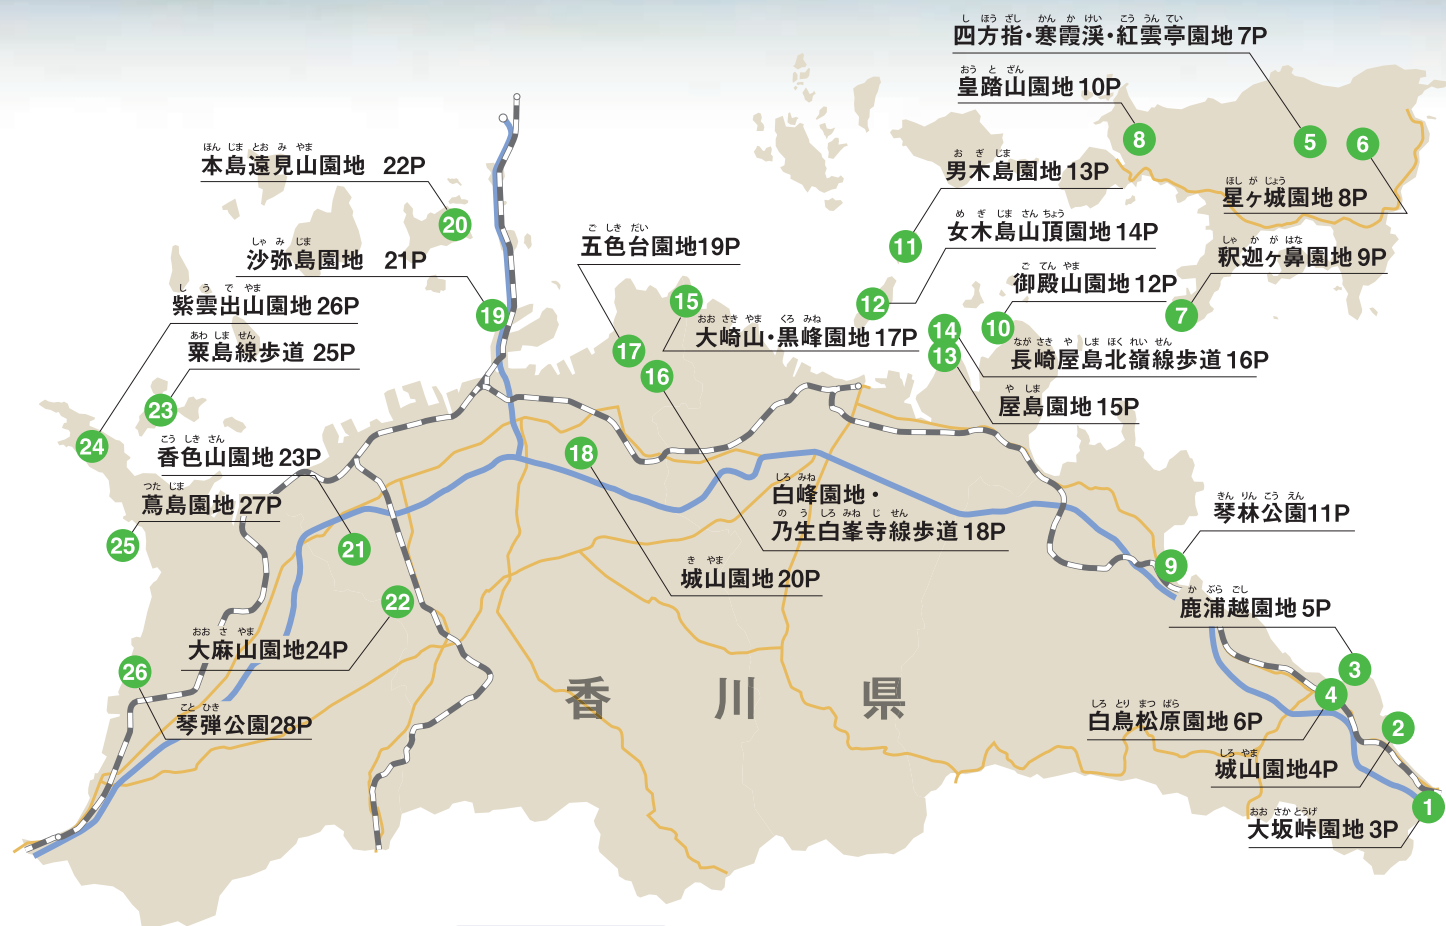 し ほう ざし かん か けい こう うん てい
四方指・寒霞渓・紅雲亭園地 7P
おう と ざん
皇踏山園地 10P
8
5
6
ほん じま とお み やま
本島遠見山園地 22P
お ぎ じま
男木島園地 13P
ほし が じょう
星ヶ城園地 8P
20
め ぎ じま さん ちょう
女木島山頂園地 14P
11
しゃ み じま
沙弥島園地 21P
ご しき だい
五色台園地19P
しゃ か が はな
釈迦ヶ鼻園地 9P
し う で やま
紫雲出山園地 26P
ご てん やま
御殿山園地 12P
15
12
19
7
おお さき やま くろ みね
大崎山・黒峰園地 17P
14
10
あわ しま せん
粟島線歩道 25P
17
13
なが さき や しま ほく れい せん
長崎屋島北嶺線歩道 16P
16
や しま
屋島園地 15P
23
24
こう しき さん
香色山園地 23P
18
つた じま
蔦島園地 27P
しろ みね
白峰園地・
の う しろ みね じ せん
乃生白峯寺線歩道 18P
きん りん こう えん
琴林公園11P
25
21
き やま
城山園地 20P
9
22
か ぶら ごし
鹿浦越園地 5P
おお さ やま
大麻山園地24P
26
3
香川県
4
こと ひき
琴弾公園28P
しろ とり まつ ばら
白鳥松原園地 6P
2
しろ やま
城山園地4P
1
おお さか とうげ
大坂峠園地 3P